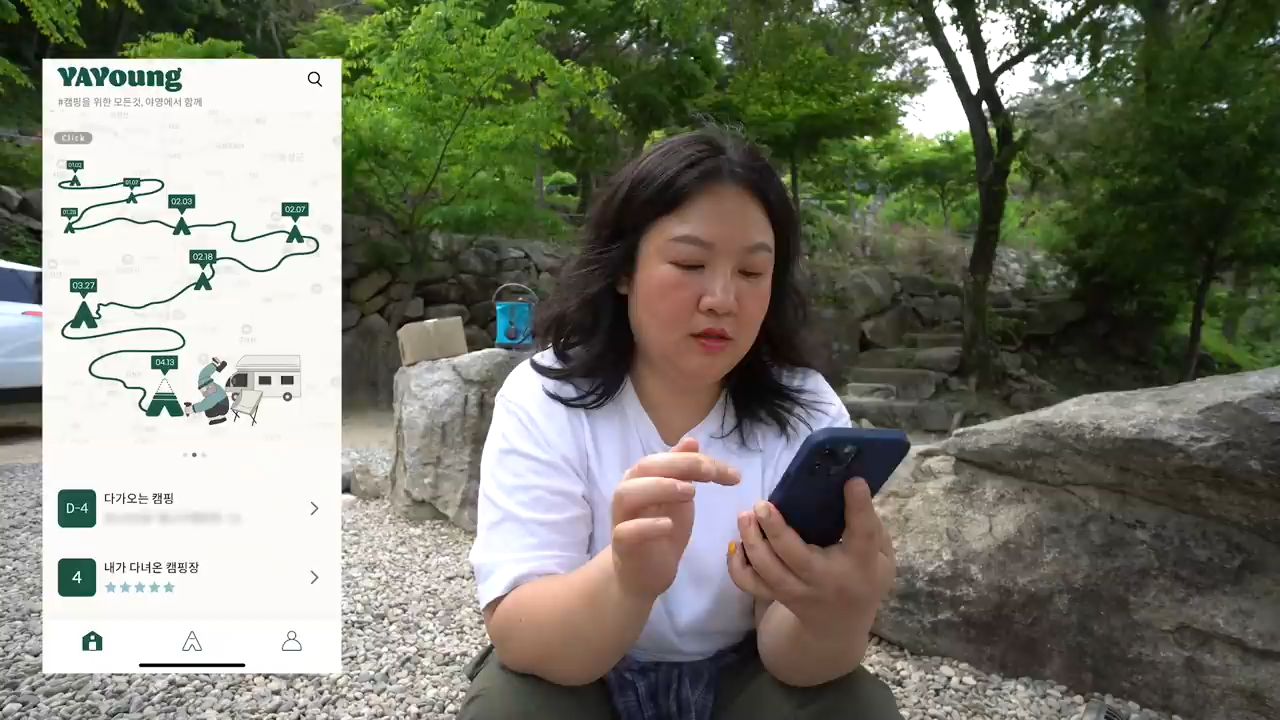 YAYoung
#캠핑을 위한 모든것, 야영에서 함께
Click
01.02
01.07
01.28
02.03
02.07
02.18
03.27
04.13
D-4
다가오는 캠핑
4
내가 다녀온 캠핑장